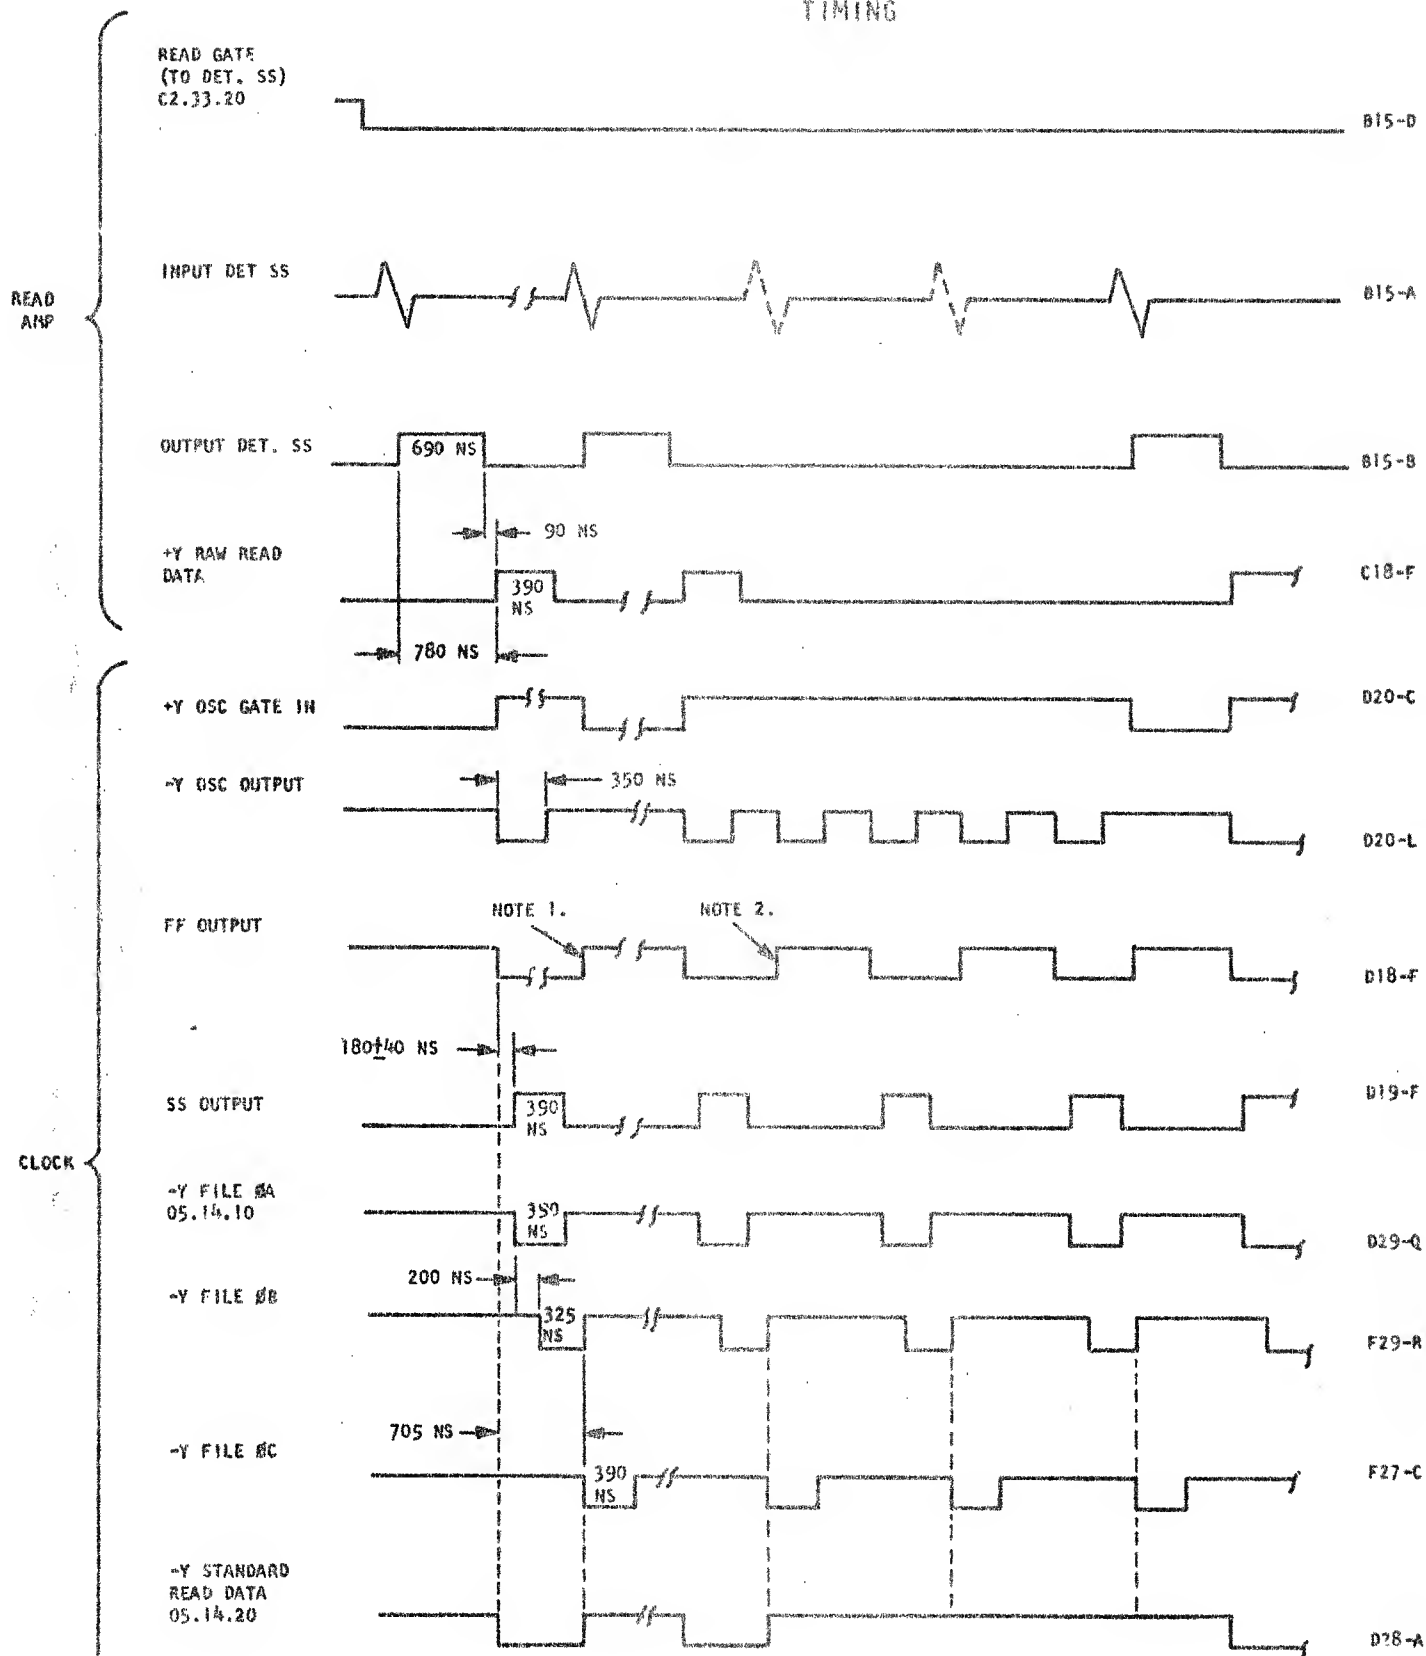 TIMING
READ GATE
(TO DET. SS)
C2.33.20
B15-D
INPUT DET SS
B15-A
READ
AMP
OUTPUT DET. SS
690 NS
B15-B
90 NS
+Y RAW READ
DATA
390
NS
C18-F
780 NS
+Y OSC GATE IN
D20-C
-Y OSC OUTPUT
350 NS
D20-L
FF OUTPUT
NOTE 1.
NOTE 2.
D18-F
180±40 NS
SS OUTPUT
390
NS
D19-F
CLOCK
-Y FILE ØA
05.14.10
390
NS
D29-Q
200 NS
-Y FILE ØB
325
NS
F29-R
705 NS
-Y FILE ØC
390
NS
F27-C
-Y STANDARD
READ DATA
05.14.20
D28-A